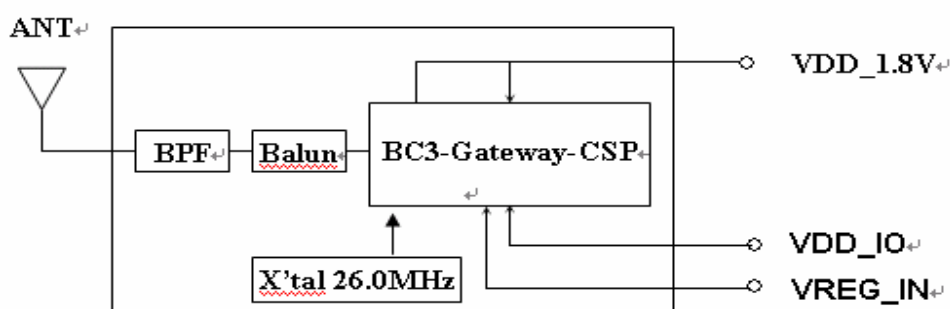 ANT
VDD_1.8V
BPF
Balun
BC3-Gateway-CSP
VDD_IO
X'tal 26.0MHz
VREG_IN